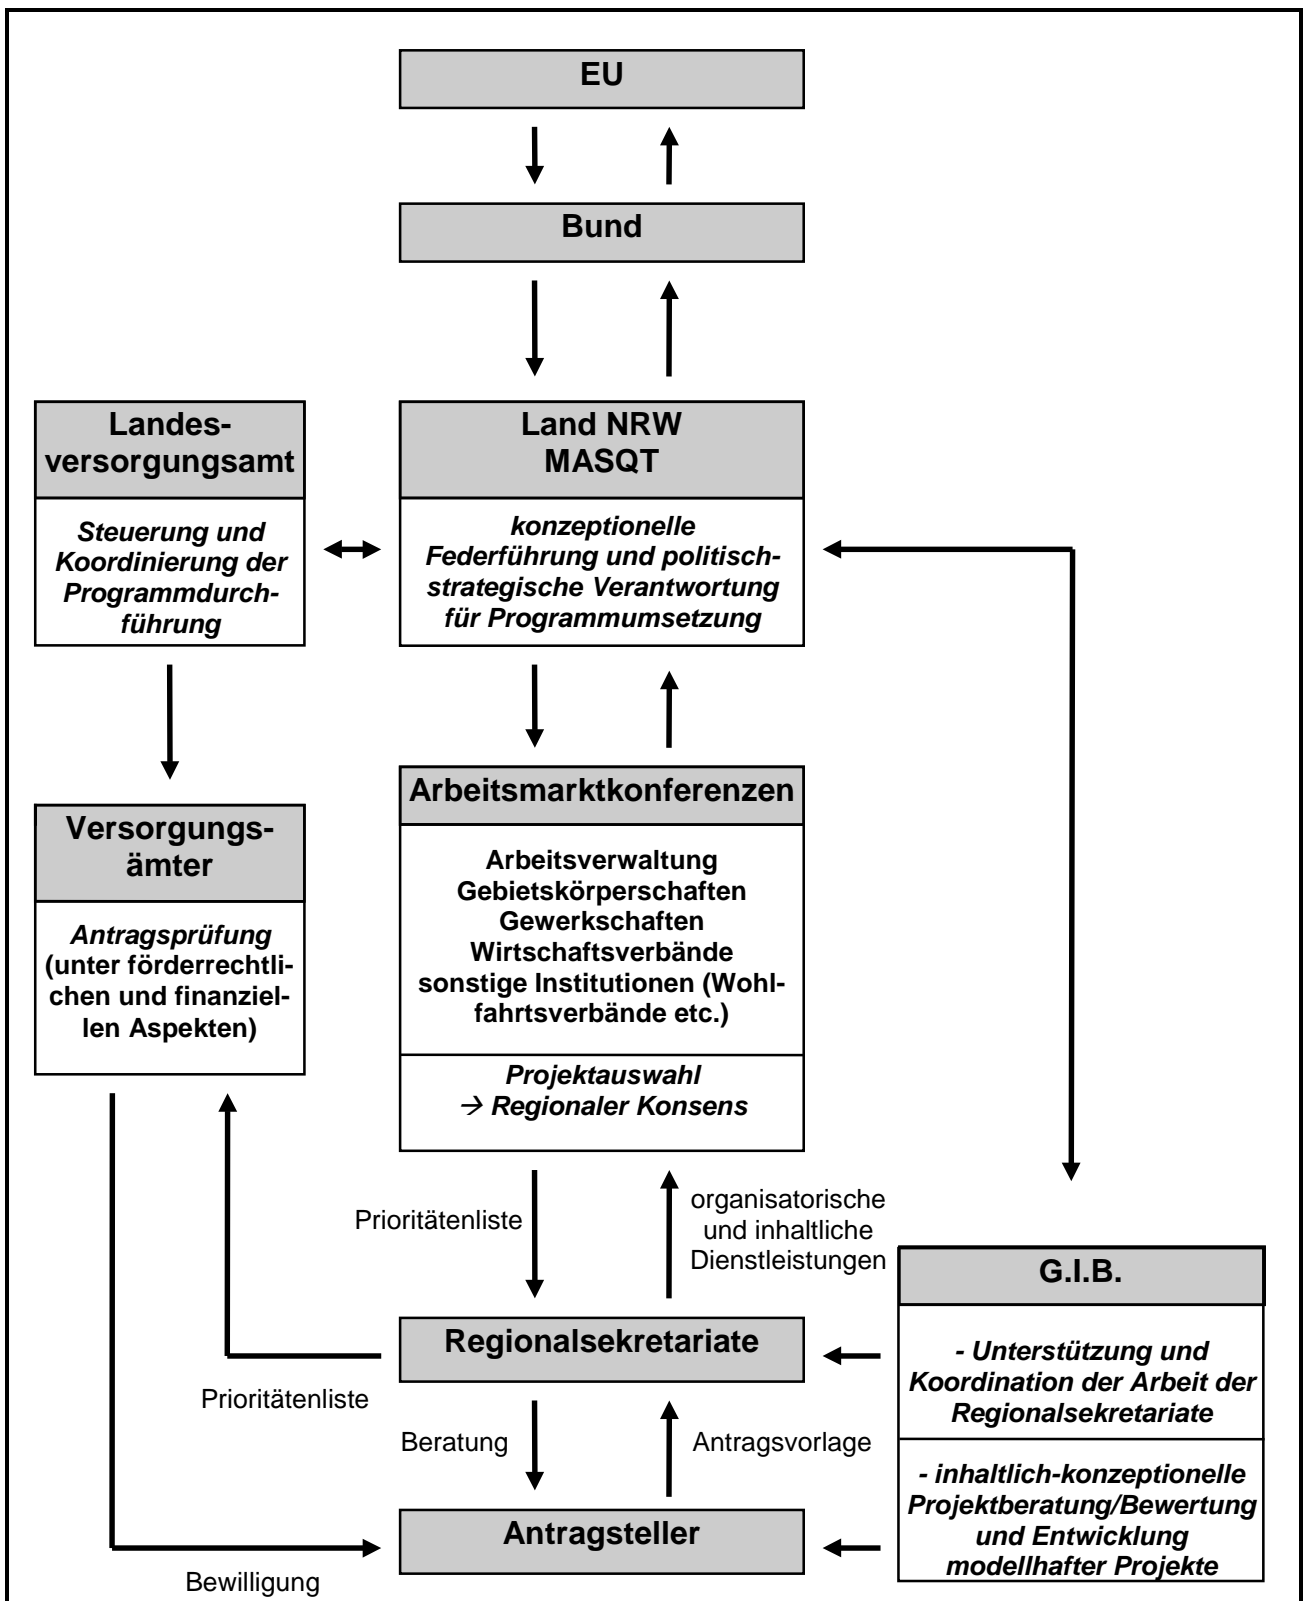 EU
Bund
Landes-
versorgungsamt
Steuerung und
Koordinierung der
Programmdurch-
führung
Land NRW
MASQT
konzeptionelle
Federführung und politisch-
strategische Verantwortung
für Programmumsetzung
Versorgungs-
ämter
Antragsprüfung
(unter förderrechtli-
chen und finanziel-
len Aspekten)
Arbeitsmarktkonferenzen
Arbeitsverwaltung
Gebietskörperschaften
Gewerkschaften
Wirtschaftsverbände
sonstige Institutionen (Wohl-
fahrtsverbände etc.)
Projektauswahl
→ Regionaler Konsens
Prioritätenliste
organisatorische
und inhaltliche
Dienstleistungen
G.I.B.
- Unterstützung und
Koordination der Arbeit der
Regionalsekretariate
- inhaltlich-konzeptionelle
Projektberatung/Bewertung
und Entwicklung
modellhafter Projekte
Regionalsekretariate
Prioritätenliste
Beratung
Antragsvorlage
Antragsteller
Bewilligung